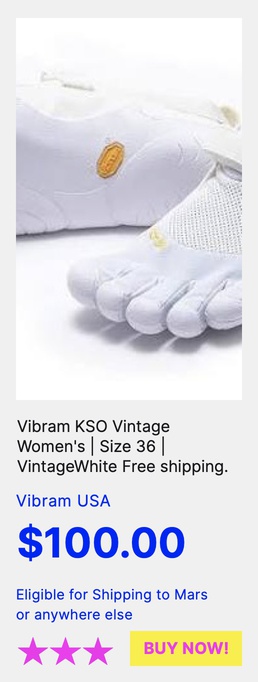 Vibram KSO Vintage
Women's | Size 36 |
VintageWhite Free shipping.
Vibram USA
$100.00
Eligible for Shipping to Mars
or anywhere else
BUY NOW!